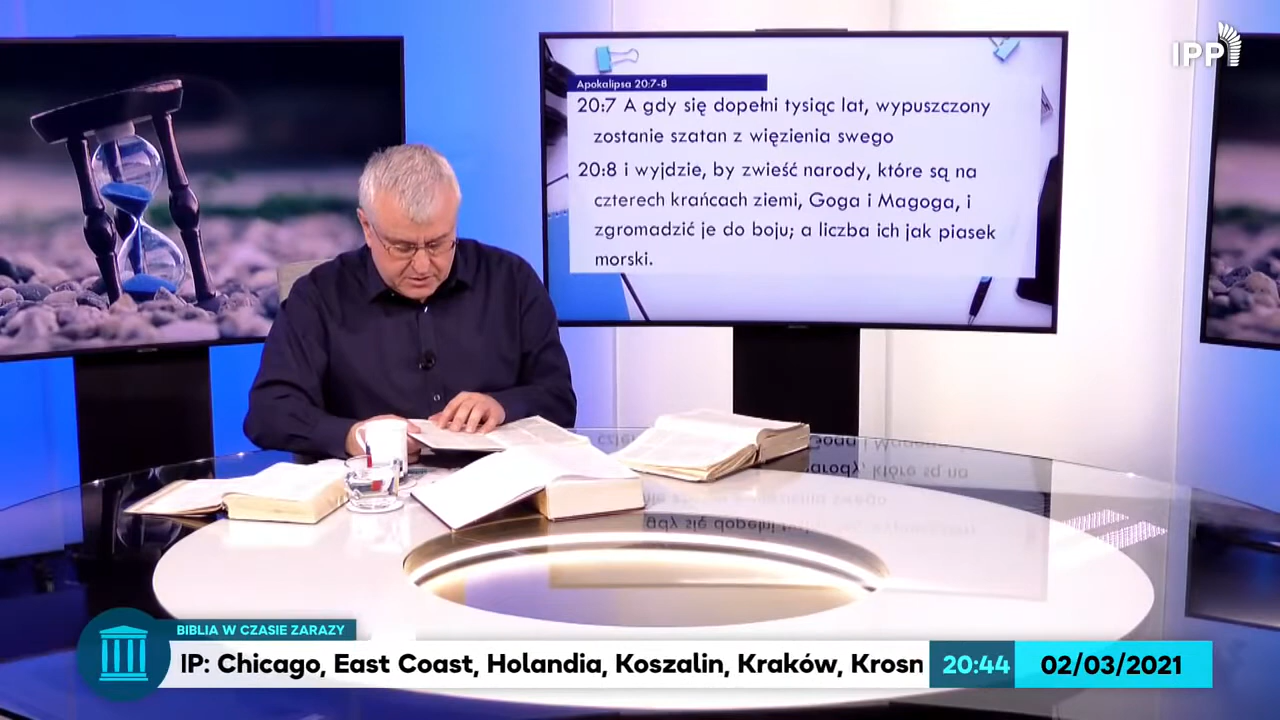 IPP
Apokalipsa 20:7-8
20:7 A gdy się dopełni tysiąc lat, wypuszczony
zostanie szatan z więzienia swego
20:8 i wyjdzie, by zwieść narody, które są na
czterech krańcach ziemi, Goga i Magoga, i
zgromadzić je do boju; a liczba ich jak piasek
morski.
BIBLIA W CZASIE ZARAZY
IP: Chicago, East Coast, Holandia, Koszalin, Kraków, Krosn
20:44
02/03/2021